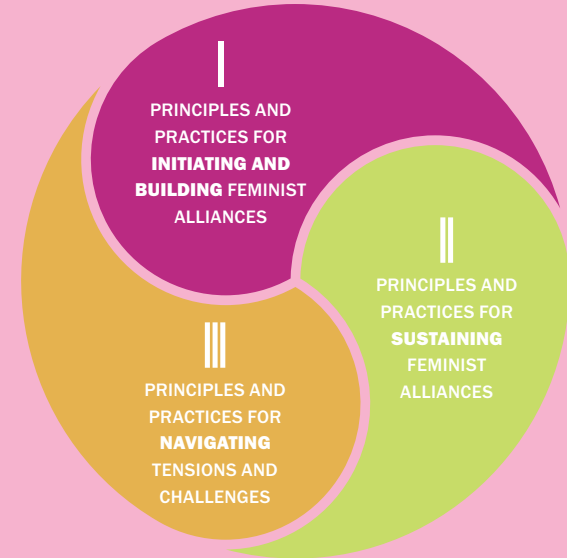 I
PRINCIPLES AND
PRACTICES FOR
INITIATING AND
BUILDING FEMINIST
ALLIANCES
II
PRINCIPLES AND
PRACTICES FOR
SUSTAINING
FEMINIST
ALLIANCES
III
PRINCIPLES AND
PRACTICES FOR
NAVIGATING
TENSIONS AND
CHALLENGES